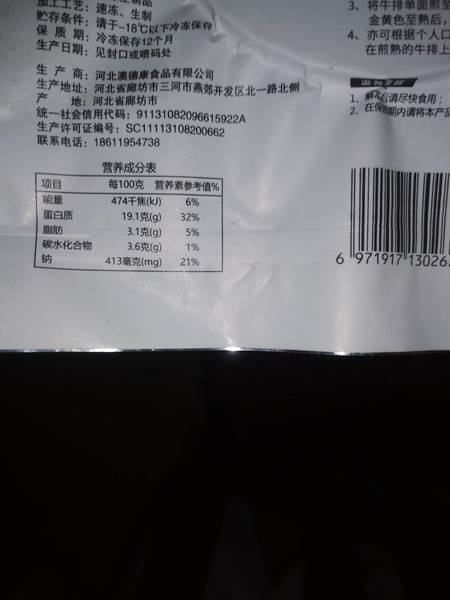 加工工艺：速冻、生制
贮存条件：请于-18℃以下冷冻保存
保 质 期：冷冻保存12个月
生产日期：见封口或喷码处
生 产 商：河北澳德康食品有限公司
生产地址：河北省廊坊市三河市燕郊开发区北一路北侧
产 地：河北省廊坊市
统一社会信用代码：91131082096615922A
生产许可证编号：SC11113108200662
联系电话：18611954738
营养成分表
项目 每100克 营养素参考值%
能量 474千焦(kJ) 6%
蛋白质 19.1克(g) 32%
脂肪 3.1克(g) 5%
碳水化合物 3.6克(g) 1%
钠 413毫克(mg) 21%
3、将牛排单面煎至
金黄色至熟后，
4、亦可根据个人口
在煎熟的牛排上
1、解冻后请尽快食用；
2、在保质期内请将本产品
6 971917 13026